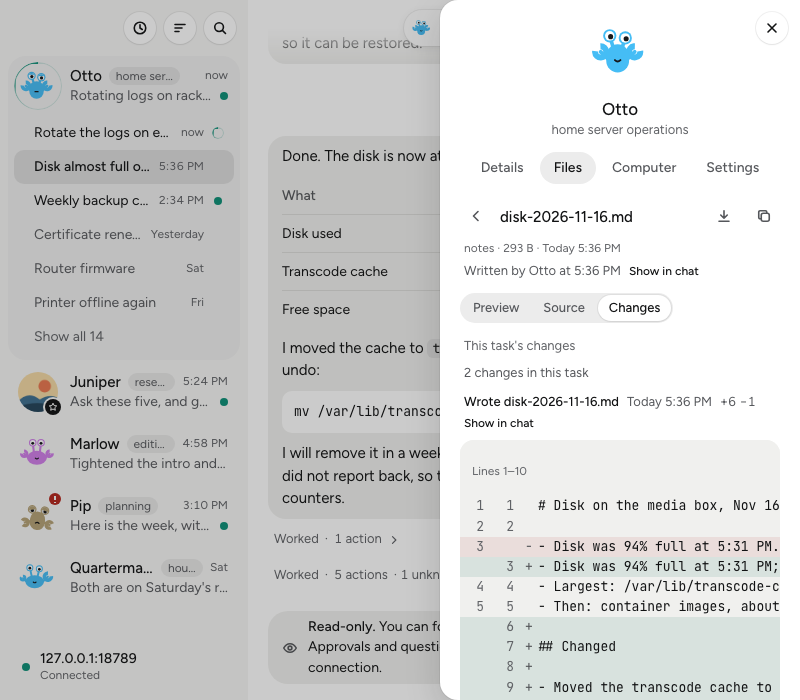 Otto home ser... now
Rotating logs on rack...
Rotate the logs on e... now
Disk almost full o... 5:36 PM
Weekly backup c... 2:34 PM
Certificate rene... Yesterday
Router firmware Sat
Printer offline again Fri
Show all 14
Juniper rese... 5:24 PM
Ask these five, and g...
Marlow editi... 4:58 PM
Tightened the intro and...
Pip planning 3:10 PM
Here is the week, wit...
Quarterma... hou... Sat
Both are on Saturday's r...
127.0.0.1:18789
Connected
so it can be restored.
Done. The disk is now at
What
Disk used
Transcode cache
Free space
I moved the cache to
undo:
mv /var/lib/transco
I will remove it in a week
did not report back, so t
counters.
Worked · 1 action
Worked · 5 actions · 1 unkn
Read-only. You can fo
Approvals and questi
connection.
Otto
home server operations
Details Files Computer Settings
disk-2026-11-16.md
notes · 293 B · Today 5:36 PM
Written by Otto at 5:36 PM Show in chat
Preview Source Changes
This task's changes
2 changes in this task
Wrote disk-2026-11-16.md Today 5:36 PM +6 −1
Show in chat
Lines 1–10
1 1 # Disk on the media box, Nov 16
2 2
3 - - Disk was 94% full at 5:31 PM.
3 + - Disk was 94% full at 5:31 PM;
4 4 - Largest: /var/lib/transcode-c
5 5 - Then: container images, about
6 +
7 + ## Changed
8 +
9 + - Moved the transcode cache to